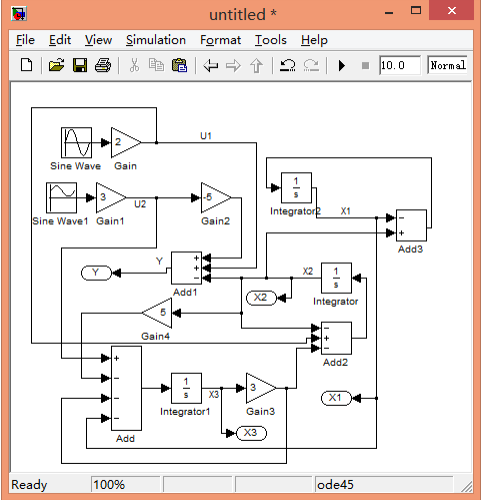 untitled *
File Edit View Simulation Format Tools Help
10.0 Normal
2 U1
Sine Wave Gain
1
s
3 -5
Integrator2 X1
Sine Wave1 Gain1 U2 Gain2
−
+
Add3
Y Y
+
+
−
Add1
X2
1
s
X2 Integrator
5
Gain4
−
+
−
Add2
+
−
−
−
Add
1
s
Integrator1
X3
3
Gain3
X1
X3
Ready 100% ode45